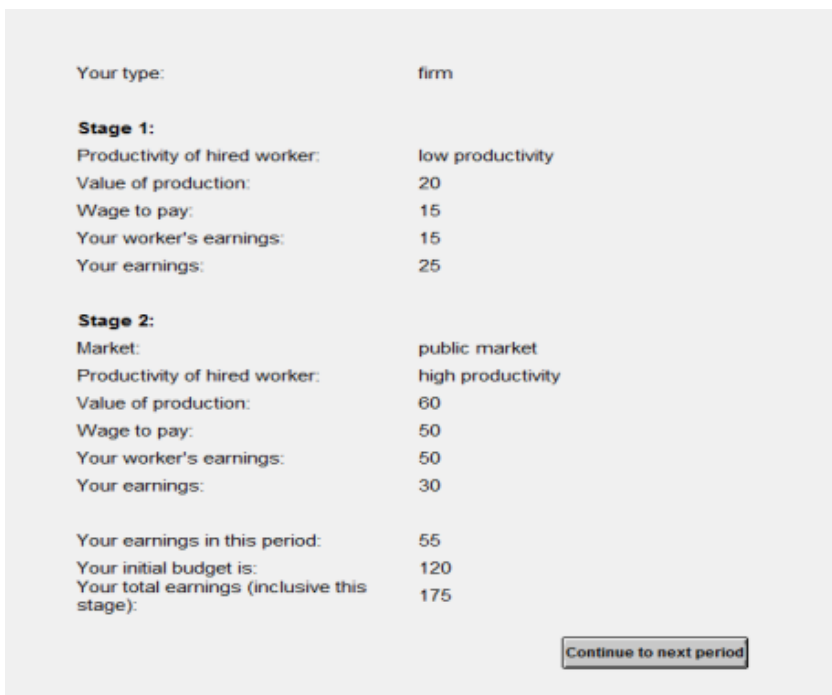 Your type: firm
Stage 1:
Productivity of hired worker: low productivity
Value of production: 20
Wage to pay: 15
Your worker's earnings: 15
Your earnings: 25
Stage 2:
Market: public market
Productivity of hired worker: high productivity
Value of production: 60
Wage to pay: 50
Your worker's earnings: 50
Your earnings: 30
Your earnings in this period: 55
Your initial budget is: 120
Your total earnings (inclusive this
stage): 175
Continue to next period